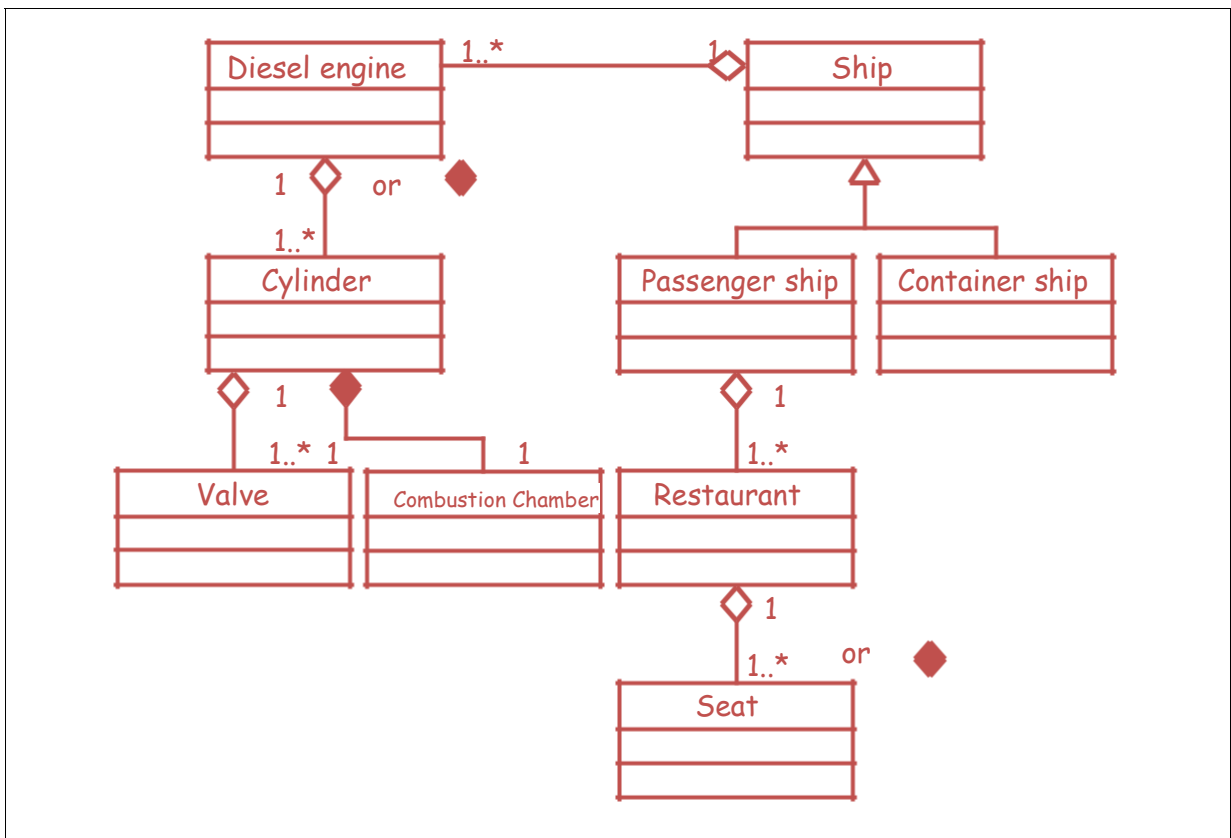 Diesel engine
1..*
1
Ship
1
or
1..*
Cylinder
Passenger ship
Container ship
1
1
1..*
1
1
1..*
Valve
Combustion Chamber
Restaurant
1
1..*
or
Seat